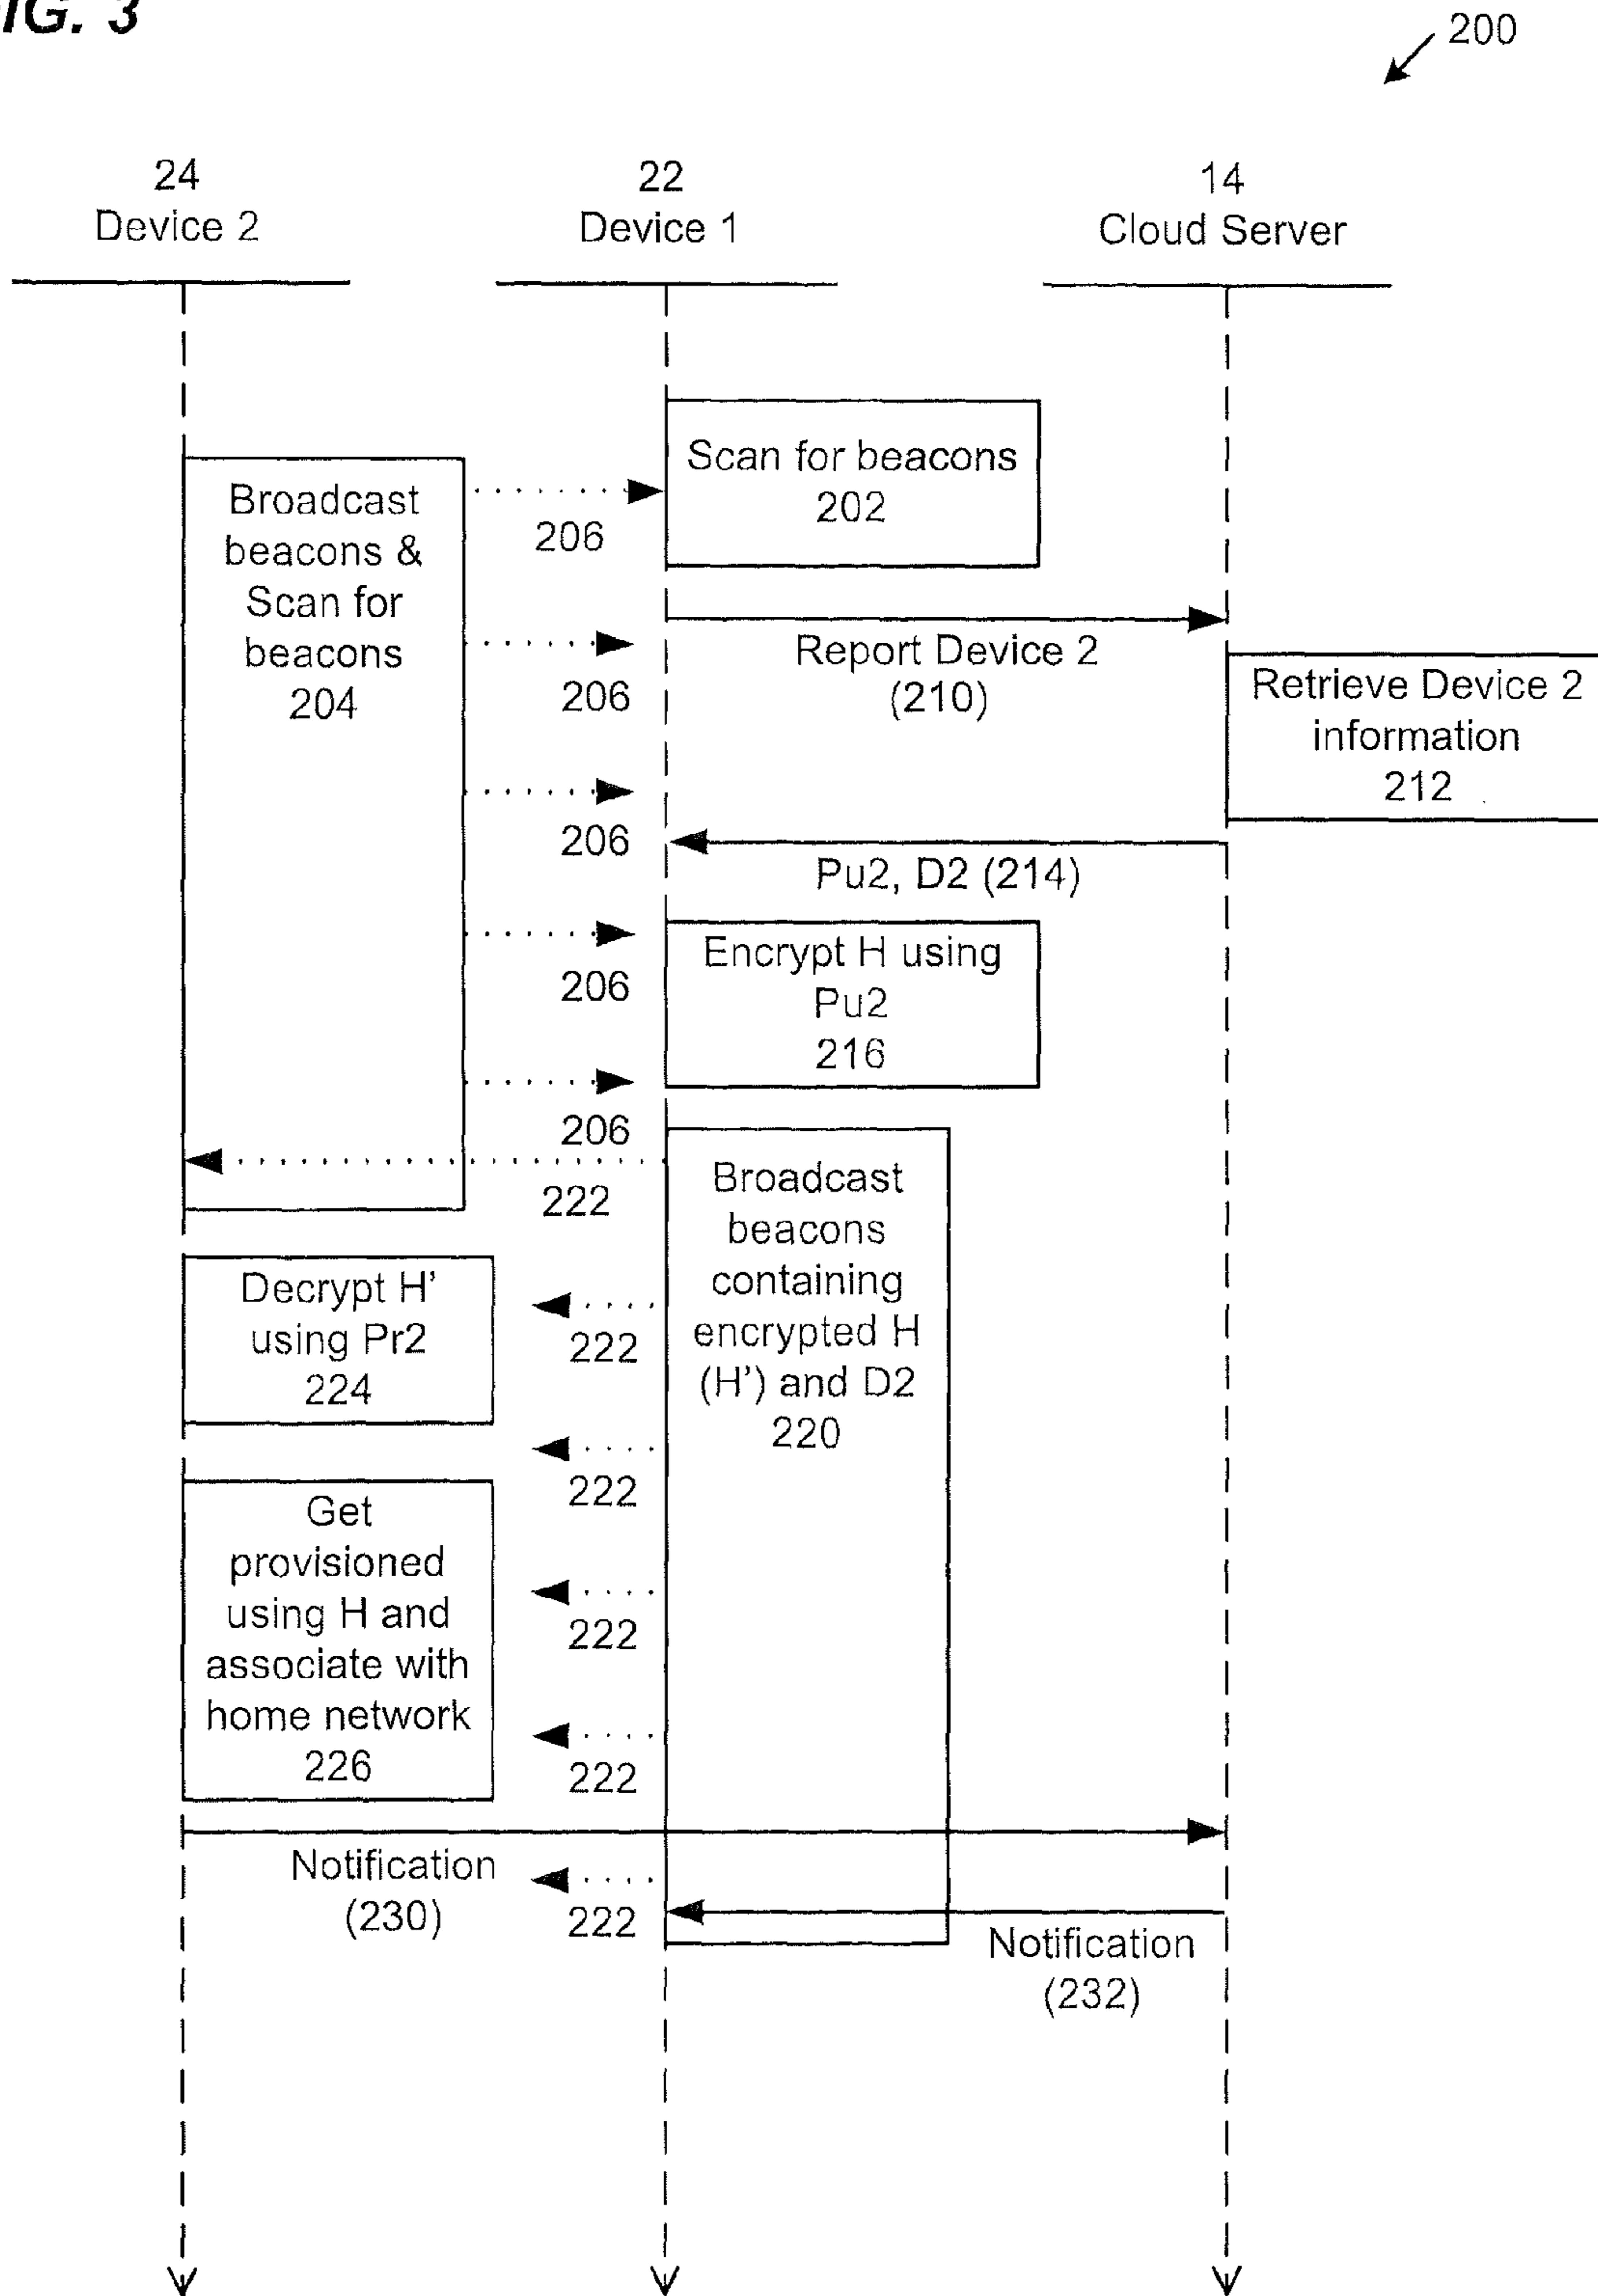 IG. 3
200
24
Device 2
22
Device 1
14
Cloud Server
Broadcast
beacons &
Scan for
beacons
204
206
Scan for beacons
202
206
Report Device 2
(210)
Retrieve Device 2
information
212
206
Pu2, D2 (214)
206
Encrypt H using
Pu2
216
206
222
Broadcast
beacons
containing
encrypted H
(H') and D2
220
Decrypt H'
using Pr2
224
222
222
Get
provisioned
using H and
associate with
home network
226
222
222
Notification
(230)
222
Notification
(232)